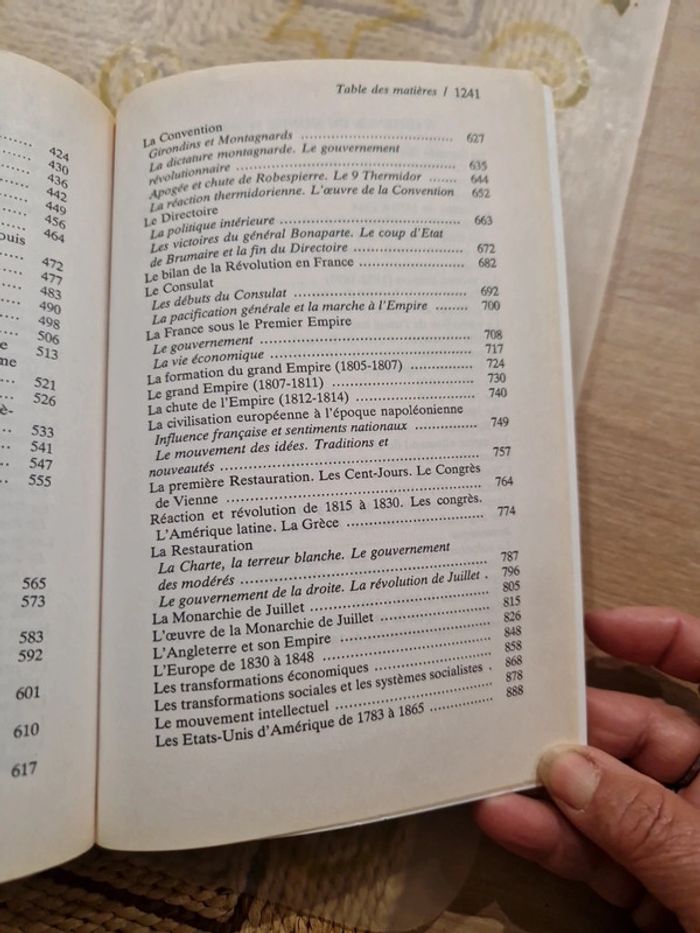 424
430
436
442
449
456
464
ouis
472
477
483
490
498
506
e
513
me
521
526
è-
533
541
547
555
565
573
583
592
601
610
617
Table des matières / 1241
La Convention
Girondins et Montagnards ........ 627
La dictature montagnarde. Le gouvernement
révolutionnaire ........ 635
Apogée et chute de Robespierre. Le 9 Thermidor ....... 644
La réaction thermidorienne. L'œuvre de la Convention 652
Le Directoire
La politique intérieure ........ 663
Les victoires du général Bonaparte. Le coup d'Etat
de Brumaire et la fin du Directoire ........ 672
Le bilan de la Révolution en France ........ 682
Le Consulat
Les débuts du Consulat ........ 692
La pacification générale et la marche à l'Empire ........ 700
La France sous le Premier Empire
Le gouvernement ........ 708
La vie économique ........ 717
La formation du grand Empire (1805-1807) ........ 724
Le grand Empire (1807-1811) ........ 730
La chute de l'Empire (1812-1814) ........ 740
La civilisation européenne à l'époque napoléonienne
Influence française et sentiments nationaux ........ 749
Le mouvement des idées. Traditions et
nouveautés ........ 757
La première Restauration. Les Cent-Jours. Le Congrès
de Vienne ........ 764
Réaction et révolution de 1815 à 1830. Les congrès.
L'Amérique latine. La Grèce ........ 774
La Restauration
La Charte, la terreur blanche. Le gouvernement
des modérés ........ 787
Le gouvernement de la droite. La révolution de Juillet . 796
La Monarchie de Juillet ........ 805
L'œuvre de la Monarchie de Juillet ........ 815
L'Angleterre et son Empire ........ 826
L'Europe de 1830 à 1848 ........ 848
Les transformations économiques ........ 858
Les transformations sociales et les systèmes socialistes . 868
Le mouvement intellectuel ........ 878
Les Etats-Unis d'Amérique de 1783 à 1865 ........ 888